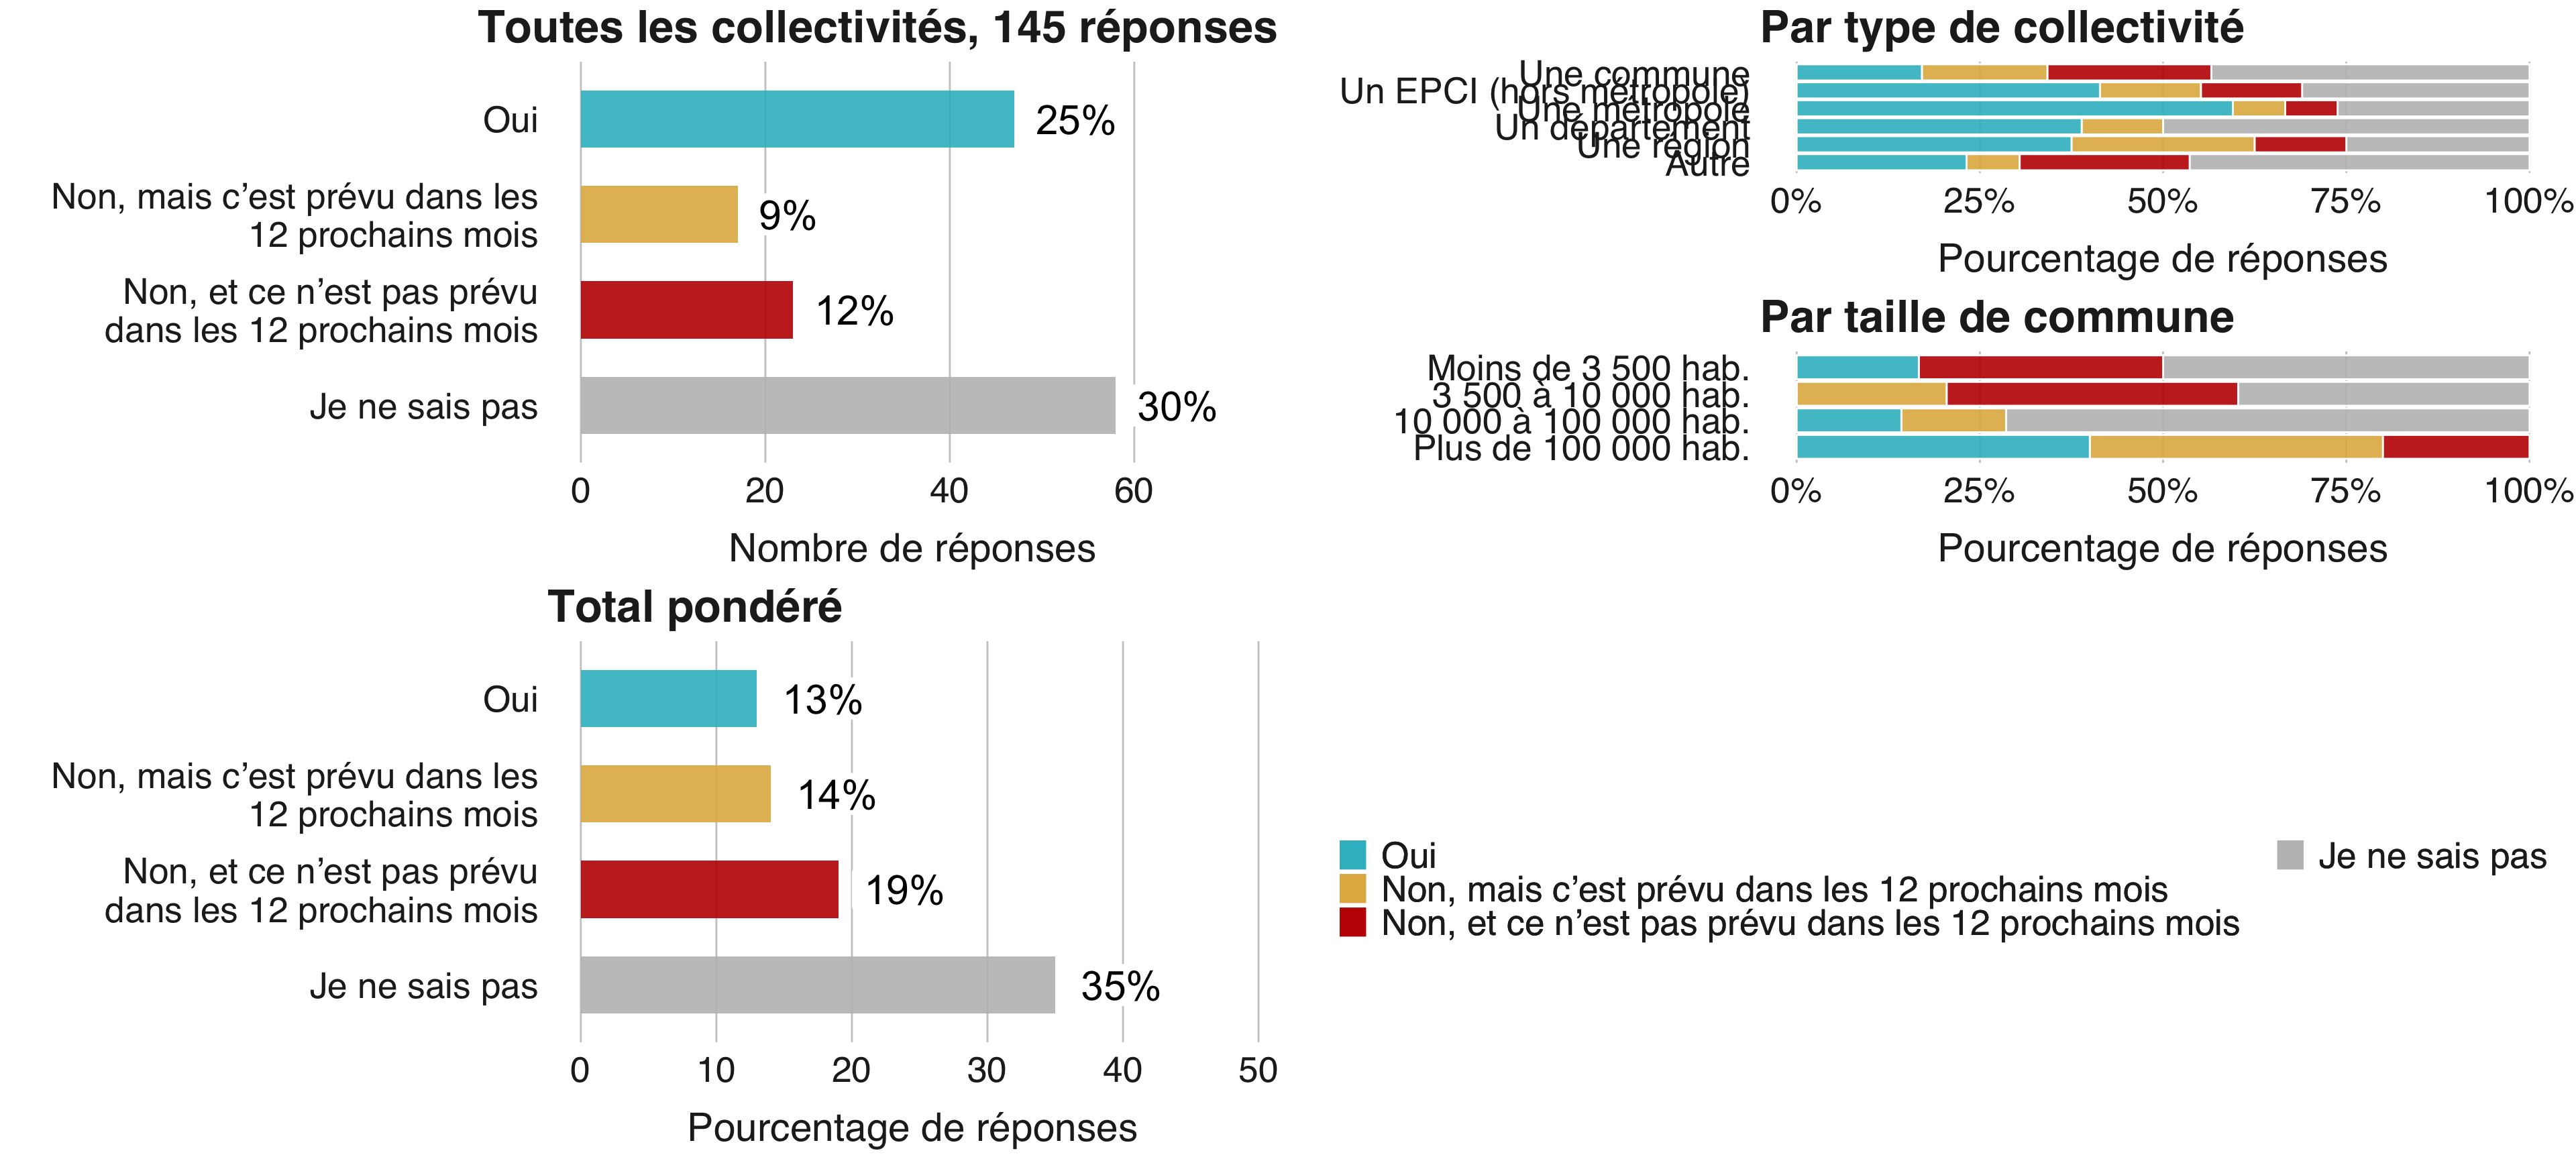 Toutes les collectivités, 145 réponses
Oui
25%
Non, mais c’est prévu dans les
12 prochains mois
9%
Non, et ce n’est pas prévu
dans les 12 prochains mois
12%
Je ne sais pas
30%
0 20 40 60
Nombre de réponses
Par type de collectivité
Une commune
Un EPCI (hors métropole)
Une métropole
Un département
Une région
Autre
0% 25% 50% 75% 100%
Pourcentage de réponses
Par taille de commune
Moins de 3 500 hab.
3 500 à 10 000 hab.
10 000 à 100 000 hab.
Plus de 100 000 hab.
0% 25% 50% 75% 100%
Pourcentage de réponses
Total pondéré
Oui
13%
Non, mais c’est prévu dans les
12 prochains mois
14%
Non, et ce n’est pas prévu
dans les 12 prochains mois
19%
Je ne sais pas
35%
0 10 20 30 40 50
Pourcentage de réponses
Oui
Non, mais c’est prévu dans les 12 prochains mois
Non, et ce n’est pas prévu dans les 12 prochains mois
Je ne sais pas